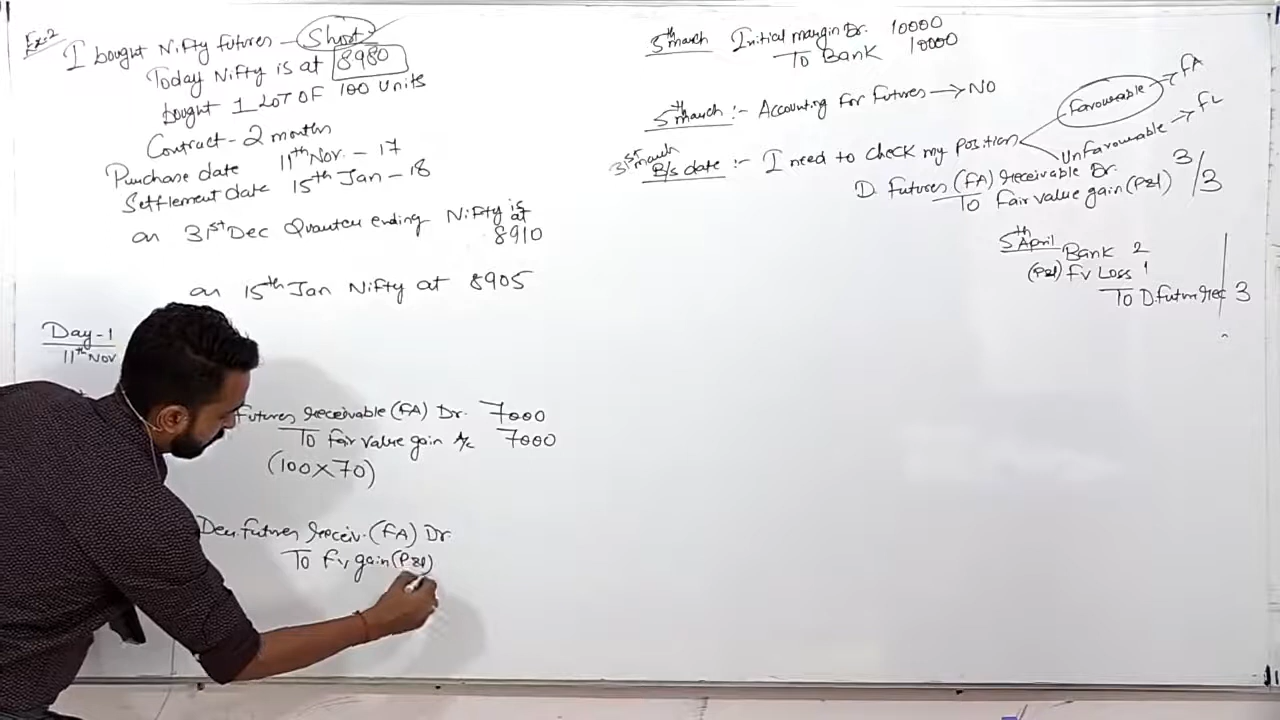 Ex-2
I bought Nifty futures - Short
Today Nifty is at 8980
bought 1 LOT OF 100 Units
Contract - 2 months
Purchase date 11th Nov. - 17
Settlement date 15th Jan - 18
on 31st Dec Quarter ending Nifty is at
8910
on 15th Jan Nifty at 8905
Day-1
11th Nov
Futures receivable (FA) Dr. 7000
To fair value gain A/c 7000
(100×70)
Der. futures receiv. (FA) Dr
To Fv gain (P&L)
5th march Initial margin Dr. 10000
To Bank 10000
5th march :- Accounting for futures → NO
31st march
B/s date :- I need to check my position
Favourable → FA
Unfavourable → FL
D futures (FA) receivable Dr. 3
To Fair value gain (P&L) 3
5th April Bank 2
(P&L) FV Loss 1
To D.futures rec 3